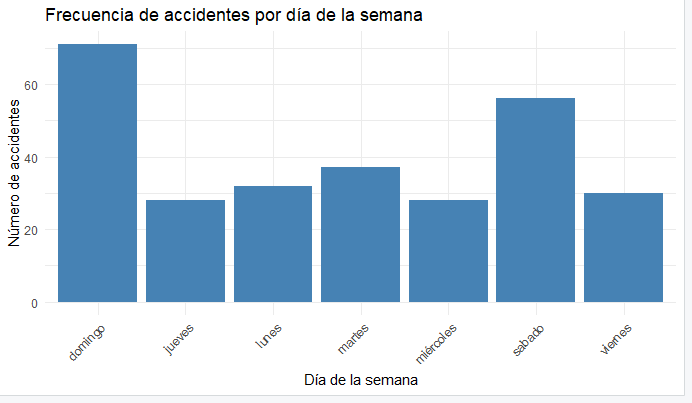 Frecuencia de accidentes por día de la semana
Número de accidentes
60
40
20
0
domingo
jueves
lunes
martes
miércoles
sabado
viernes
Día de la semana